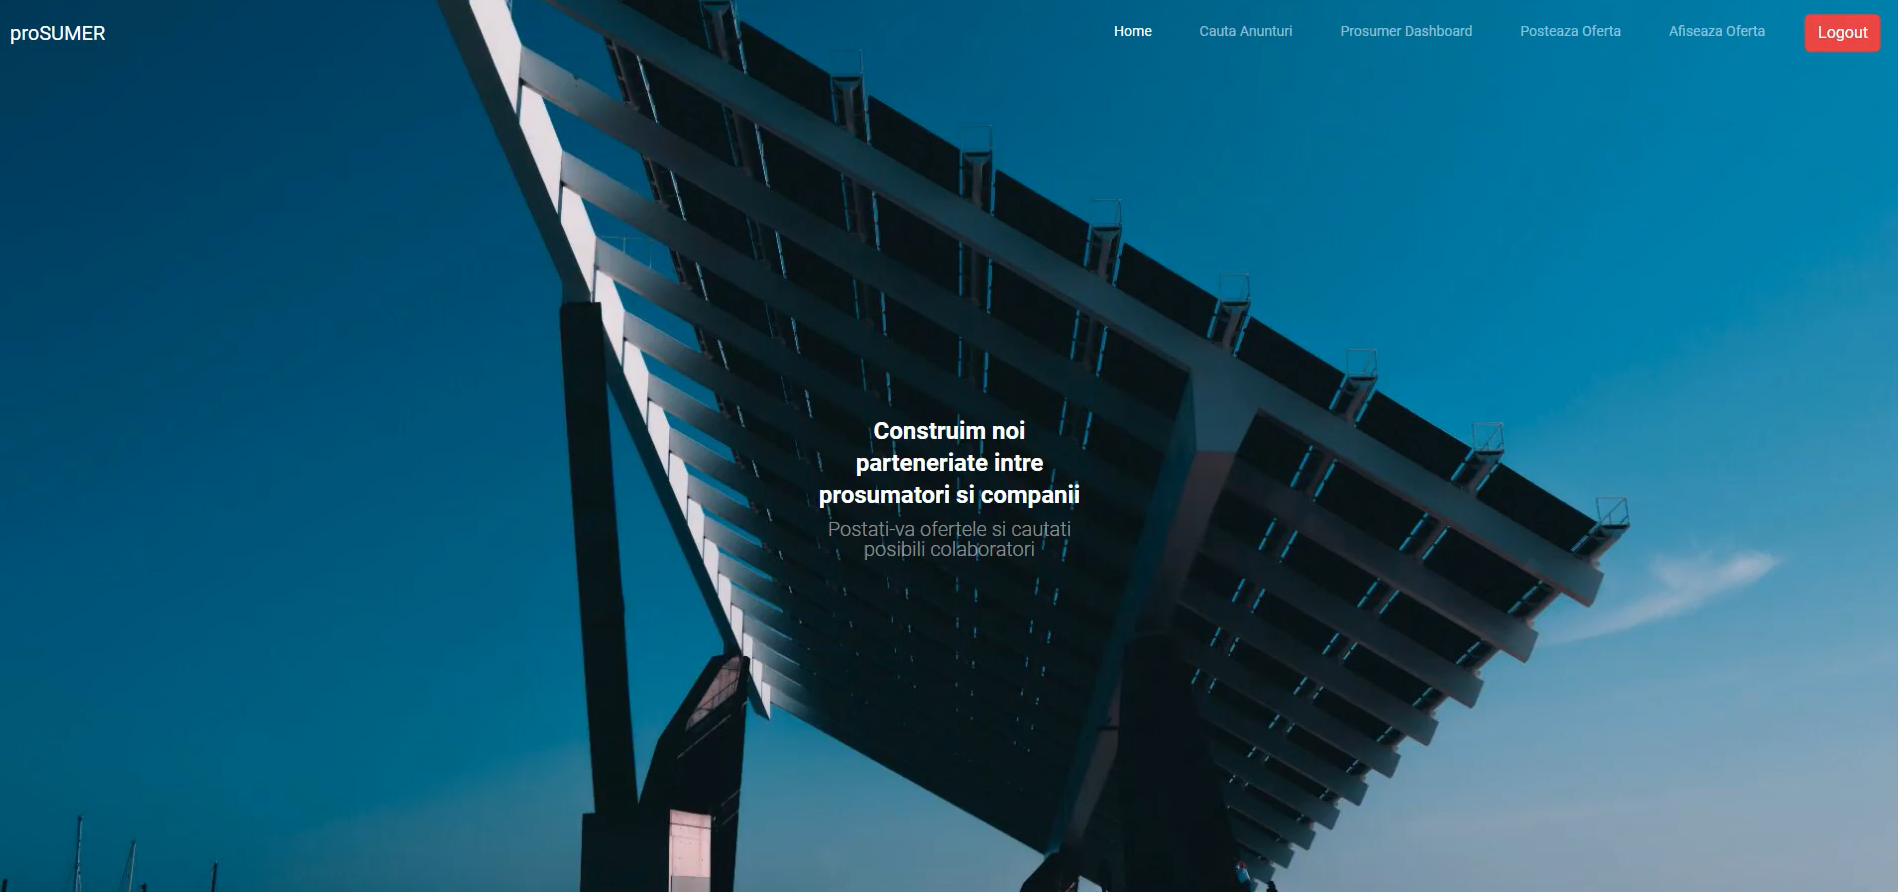 proSUMER
Home Cauta Anunturi Prosumer Dashboard Posteaza Oferta Afiseaza Oferta Logout
Construim noi
parteneriate intre
prosumatori si companii
Postati-va ofertele si cautati
posibili colaboratori